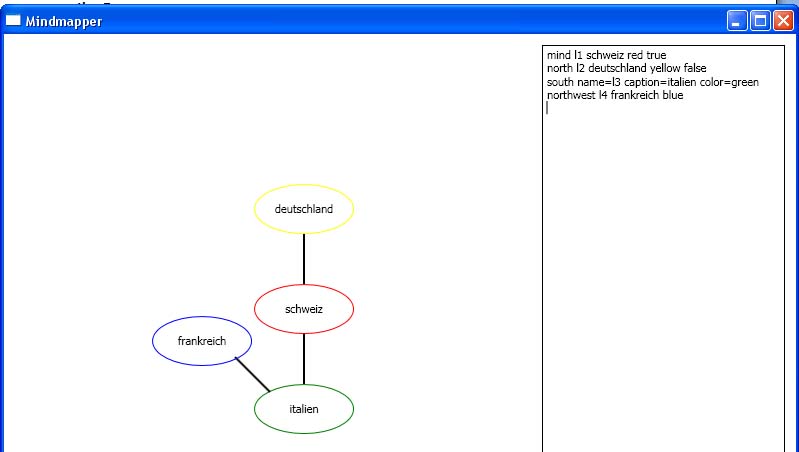 Mindmapper
mind l1 schweiz red true
north l2 deutschland yellow false
south name=l3 caption=italien color=green
northwest l4 frankreich blue
deutschland
schweiz
frankreich
italien